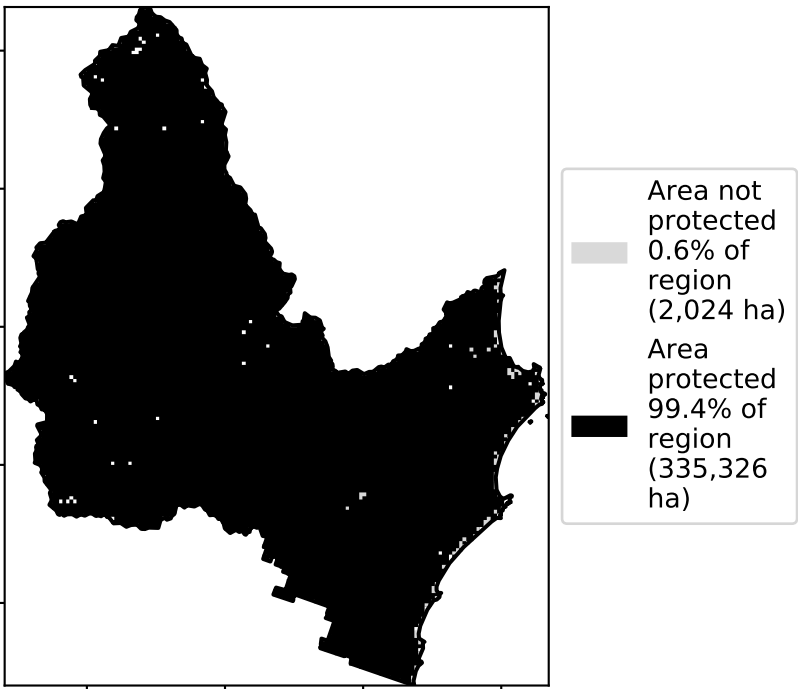 Area not
protected
0.6% of
region
(2,024 ha)
Area
protected
99.4% of
region
(335,326
ha)